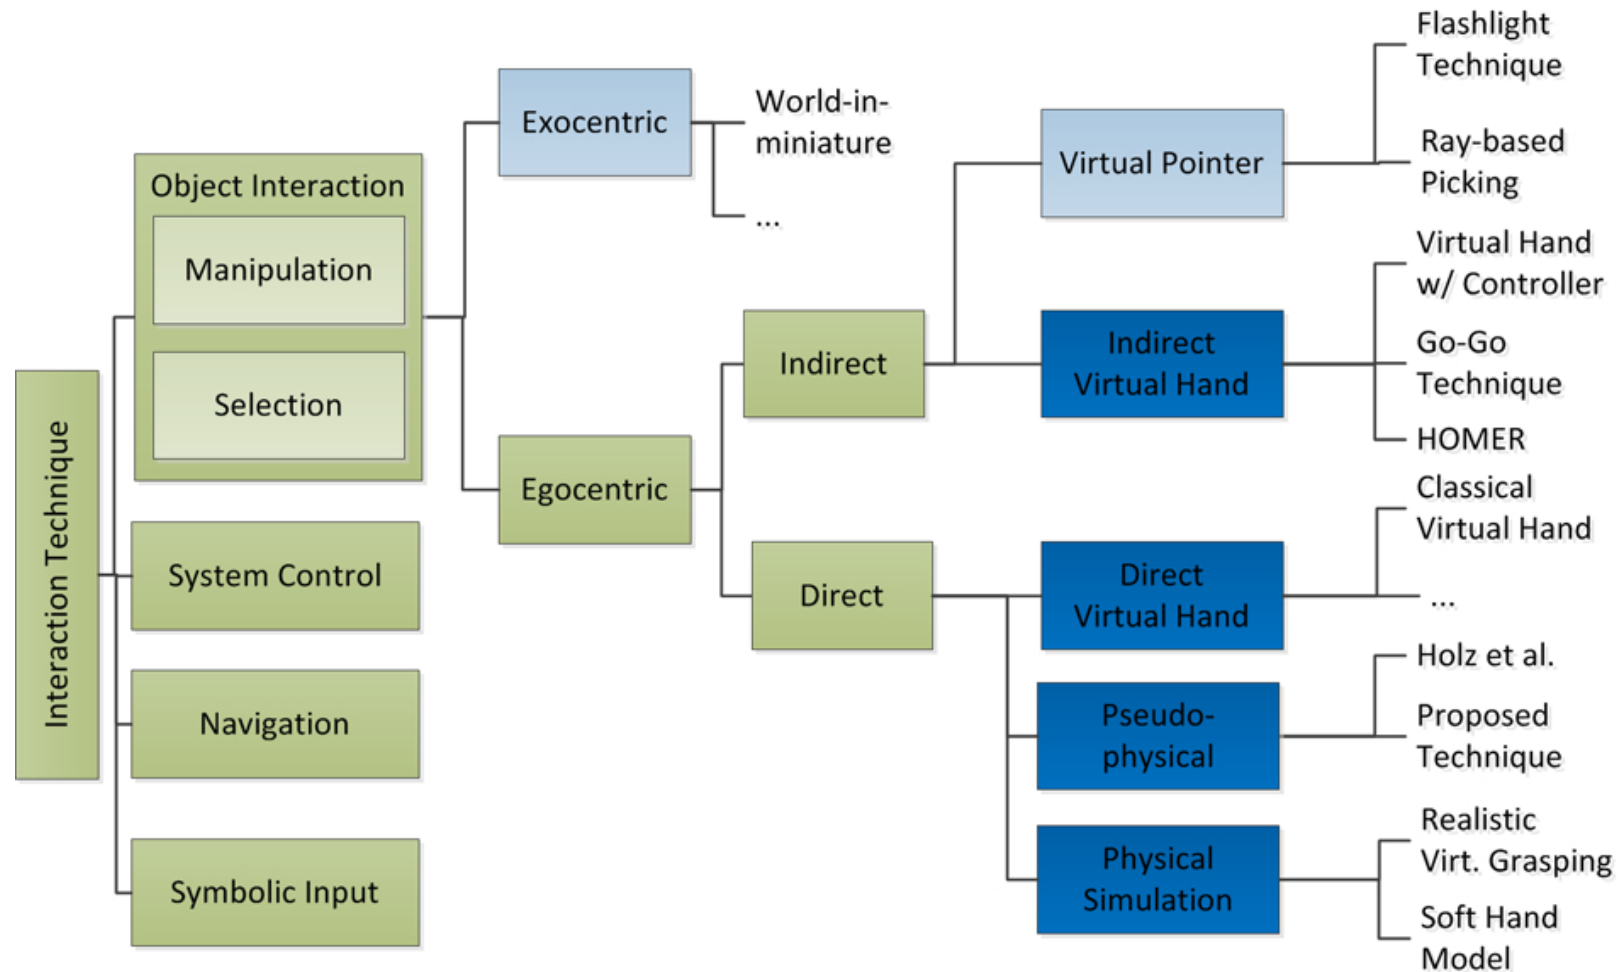 Interaction Technique
Object Interaction
Manipulation
Selection
System Control
Navigation
Symbolic Input
Exocentric
World-in-
miniature
...
Egocentric
Indirect
Direct
Virtual Pointer
Indirect
Virtual Hand
Direct
Virtual Hand
Pseudo-
physical
Physical
Simulation
Flashlight
Technique
Ray-based
Picking
Virtual Hand
w/ Controller
Go-Go
Technique
HOMER
Classical
Virtual Hand
...
Holz et al.
Proposed
Technique
Realistic
Virt. Grasping
Soft Hand
Model